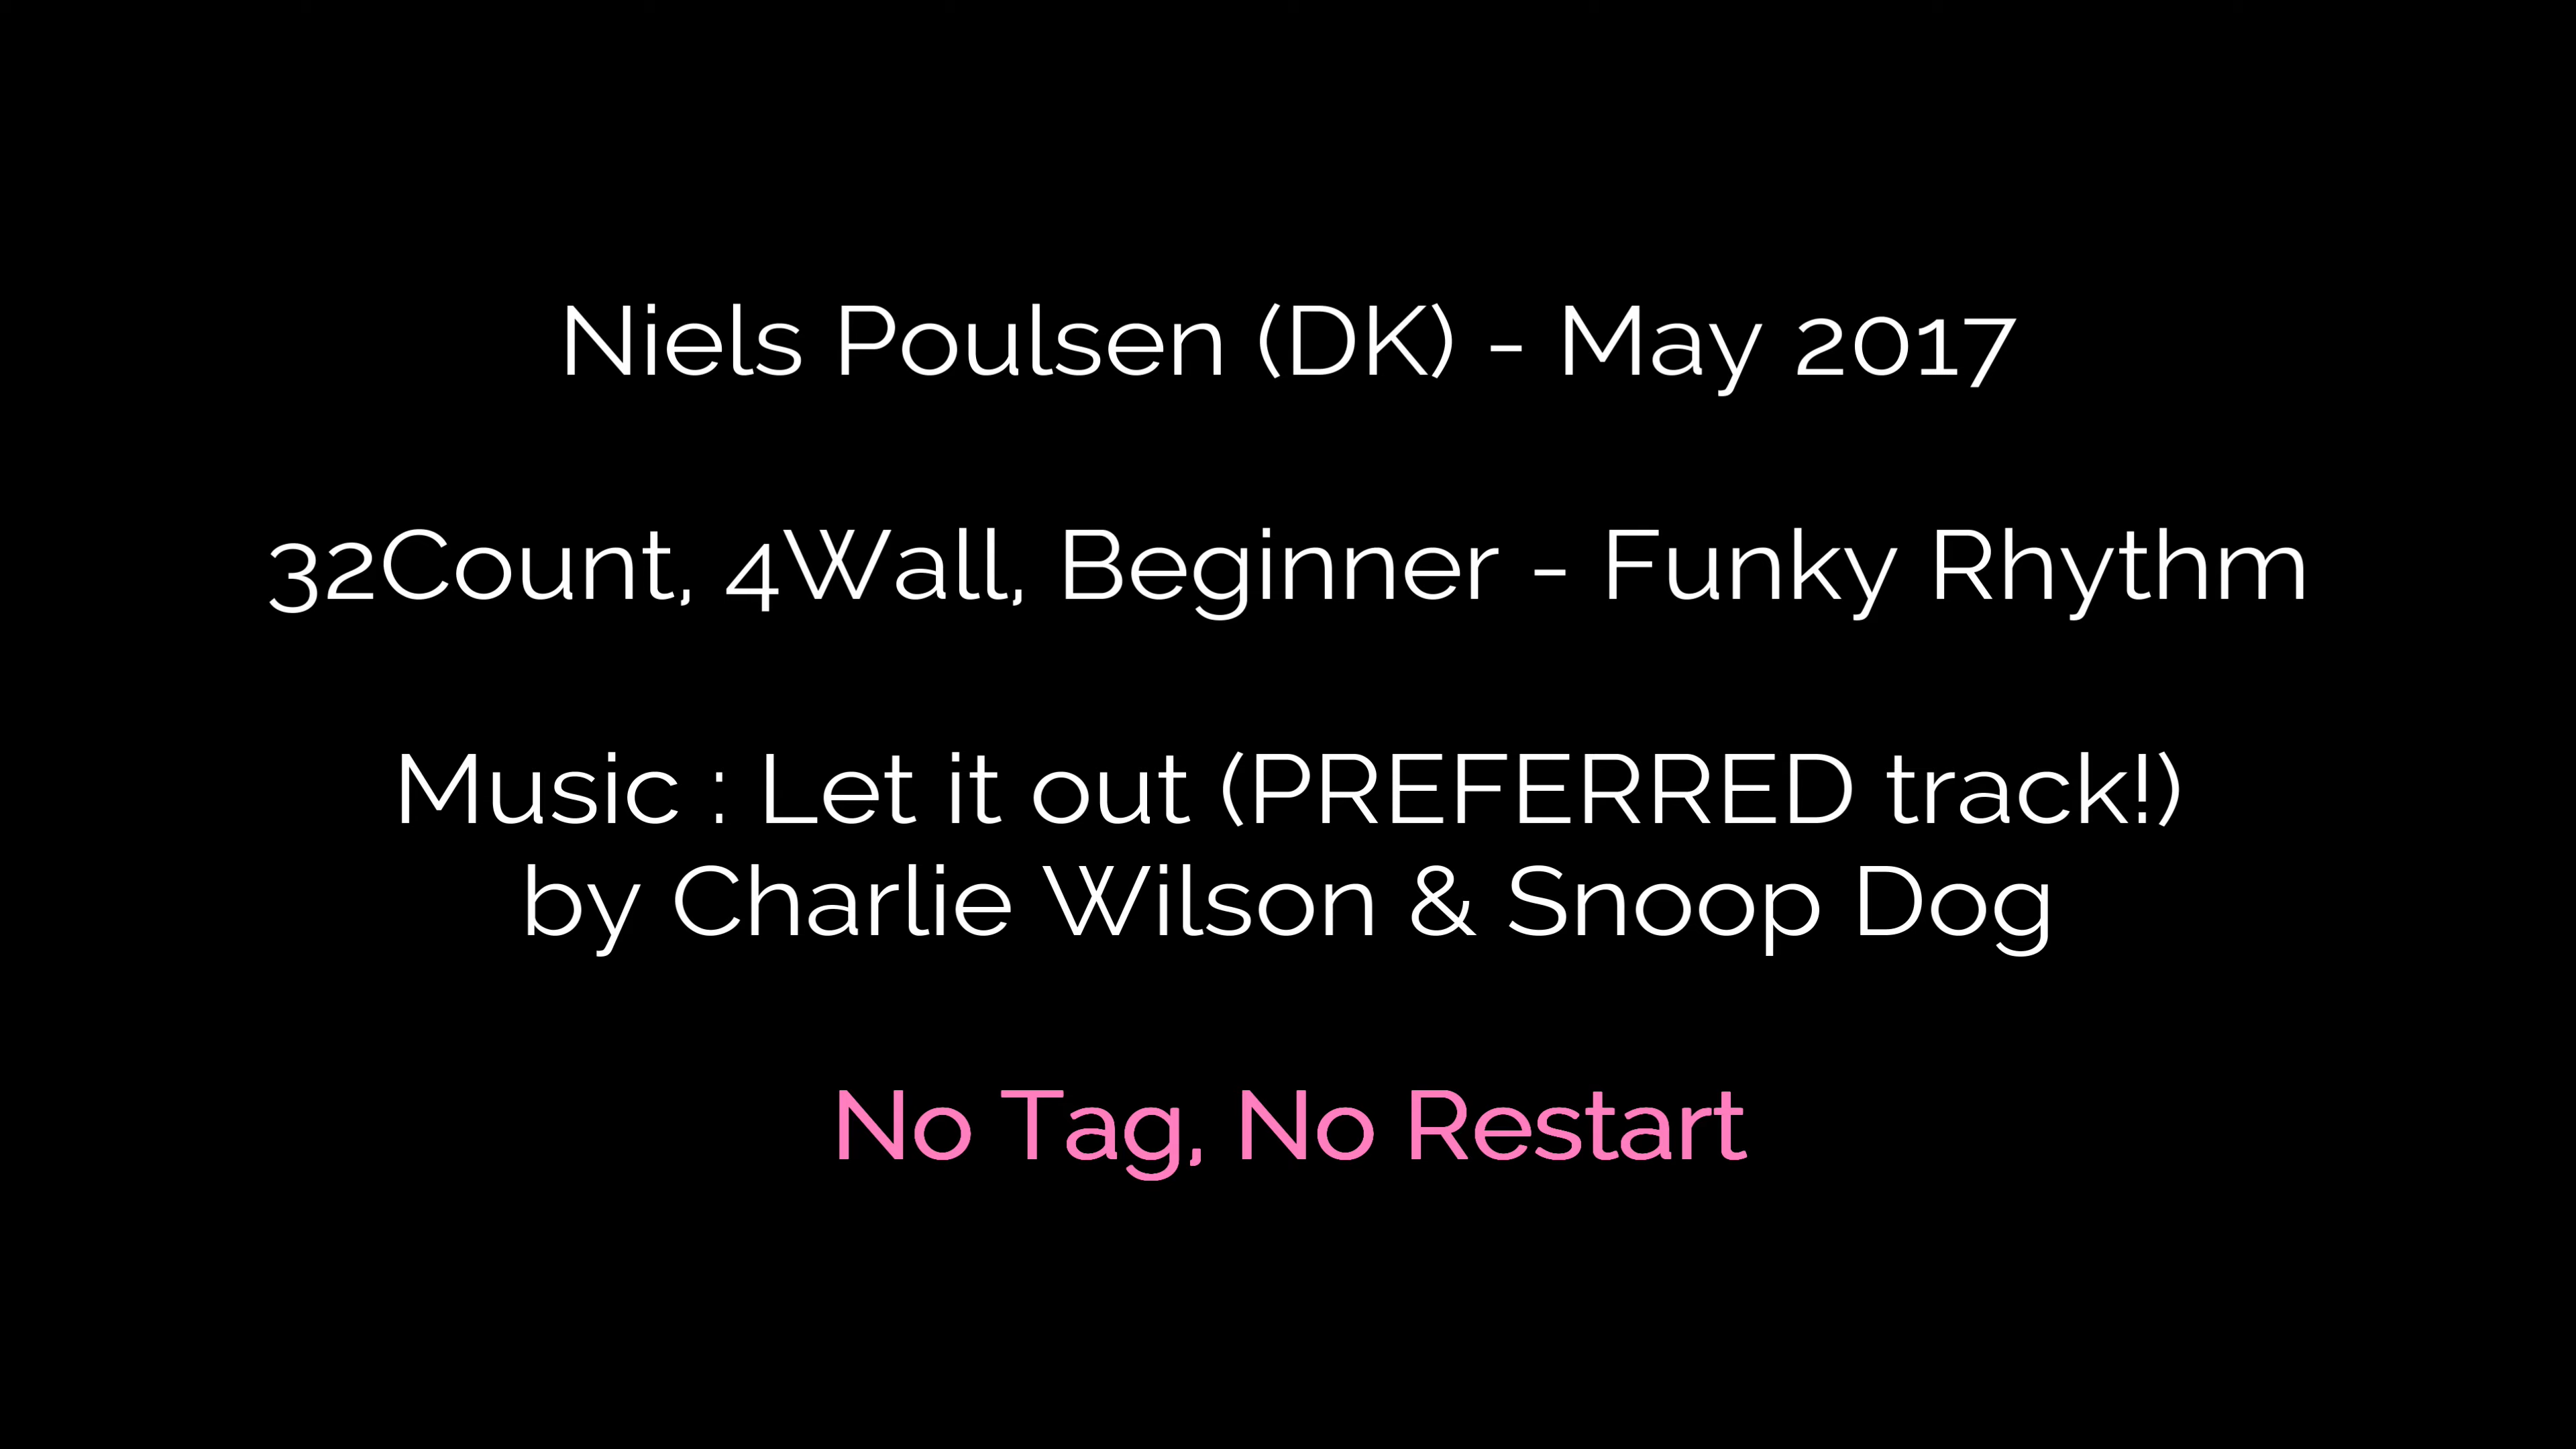 Niels Poulsen (DK) - May 2017
32Count, 4Wall, Beginner - Funky Rhythm
Music : Let it out (PREFERRED track!)
by Charlie Wilson & Snoop Dog
No Tag, No Restart